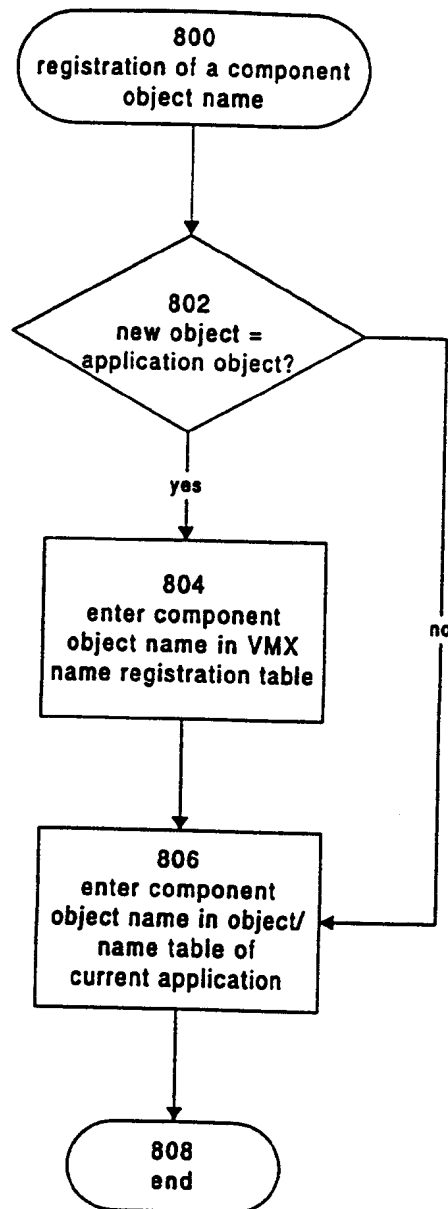 800
registration of a component
object name
802
new object =
application object?
yes
804
enter component
object name in VMX
name registration table
no
806
enter component
object name in object/
name table of
current application
808
end